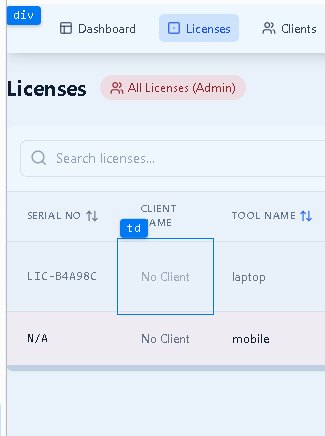 div
Dashboard
Licenses
Clients
Licenses
All Licenses (Admin)
Search licenses...
SERIAL NO
CLIENT
TOOL NAME
td
LIC-B4A98C
No Client
laptop
N/A
No Client
mobile